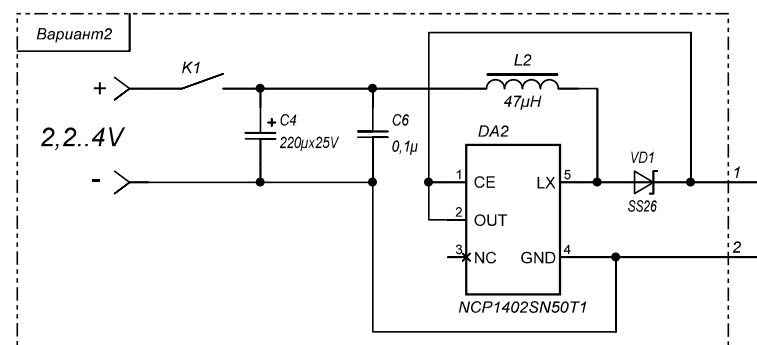 Вариант2
K1
L2
47µH
+
2,2..4V
-
+ C4
220µx25V
C6
0,1µ
DA2
1 CE
2 OUT
3 NC
LX 5
GND 4
NCP1402SN50T1
VD1
SS26
1
2